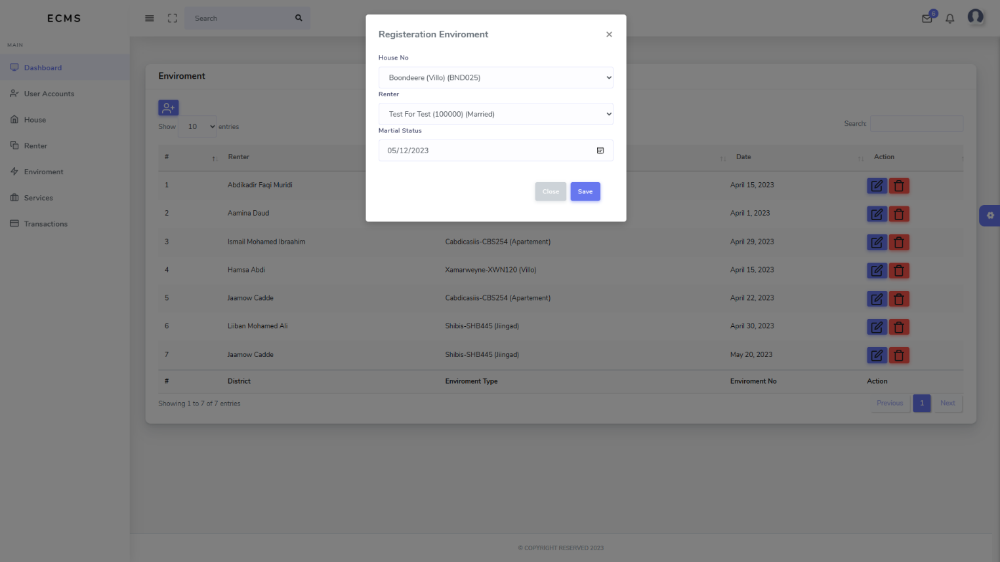 ECMS
Search
6
MAIN
Dashboard
User Accounts
House
Renter
Enviroment
Services
Transactions
Registeration Enviroment
×
House No
Boondeere (Villo) (BND025)
Renter
Test For Test (100000) (Married)
Martial Status
05/12/2023
Close Save
Enviroment
Show 10 entries
Search:
# Renter Date Action
1 Abdikadir Faqi Muridi April 15, 2023
2 Aamina Daud April 1, 2023
3 Ismail Mohamed Ibraahim Cabdicasiis-CBS254 (Apartement) April 29, 2023
4 Hamsa Abdi Xamarweyne-XWN120 (Villo) April 15, 2023
5 Jaamow Cadde Cabdicasiis-CBS254 (Apartement) April 22, 2023
6 Liiban Mohamed Ali Shibis-SHB445 (Jiingad) April 30, 2023
7 Jaamow Cadde Shibis-SHB445 (Jiingad) May 20, 2023
# District Enviroment Type Enviroment No Action
Showing 1 to 7 of 7 entries
Previous 1 Next
© COPYRIGHT RESERVED 2023